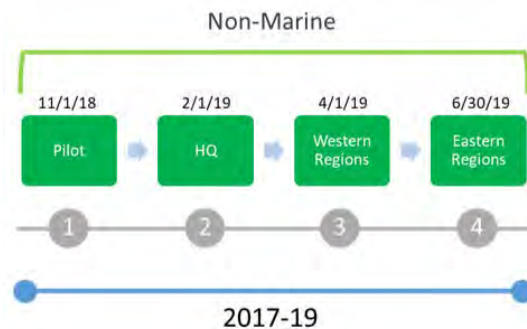 Non-Marine
11/1/18 2/1/19 4/1/19 6/30/19
Pilot HQ Western Regions Eastern Regions
1 2 3 4
2017-19